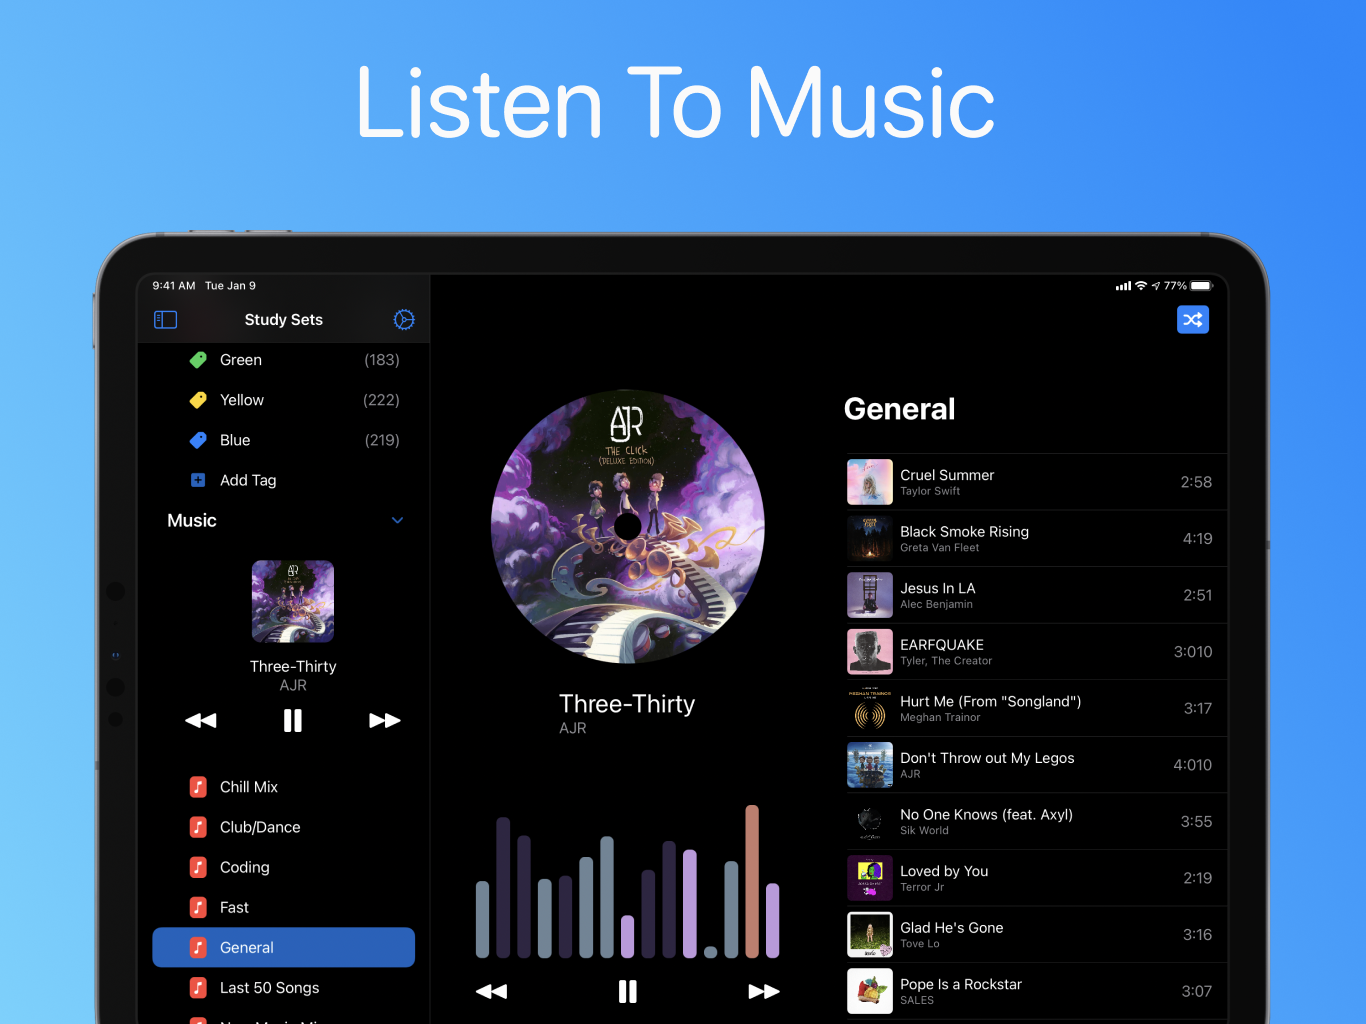 Listen To Music
9:41 AM Tue Jan 9
77%
Study Sets
Green (183)
Yellow (222)
Blue (219)
Add Tag
Music
Three-Thirty
AJR
Chill Mix
Club/Dance
Coding
Fast
General
Last 50 Songs
AJR
THE CLICK
(DELUXE EDITION)
Three-Thirty
AJR
General
Cruel Summer
Taylor Swift
2:58
Black Smoke Rising
Greta Van Fleet
4:19
Jesus In LA
Alec Benjamin
2:51
EARFQUAKE
Tyler, The Creator
3:010
Hurt Me (From "Songland")
Meghan Trainor
3:17
Don't Throw out My Legos
AJR
4:010
No One Knows (feat. Axyl)
Sik World
3:55
Loved by You
Terror Jr
2:19
Glad He's Gone
Tove Lo
3:16
Pope Is a Rockstar
SALES
3:07